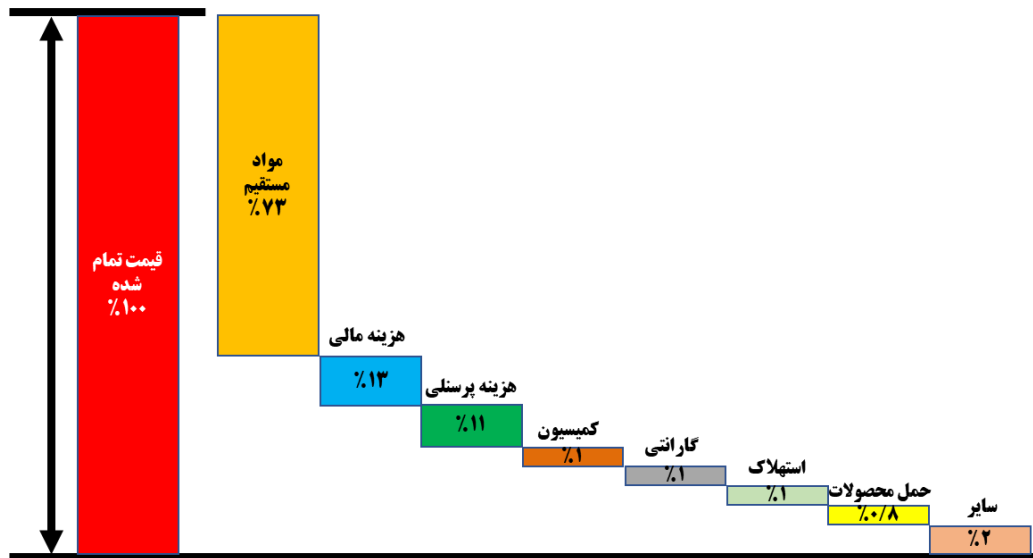 قیمت تمام
شده
٪۱۰۰
مواد
مستقیم
٪۷۳
هزینه مالی
٪۱۳
هزینه پرسنلی
٪۱۱
کمیسیون
٪۱
گارانتی
٪۱
استهلاک
٪۱
حمل محصولات
٪۰/۸
سایر
٪۲